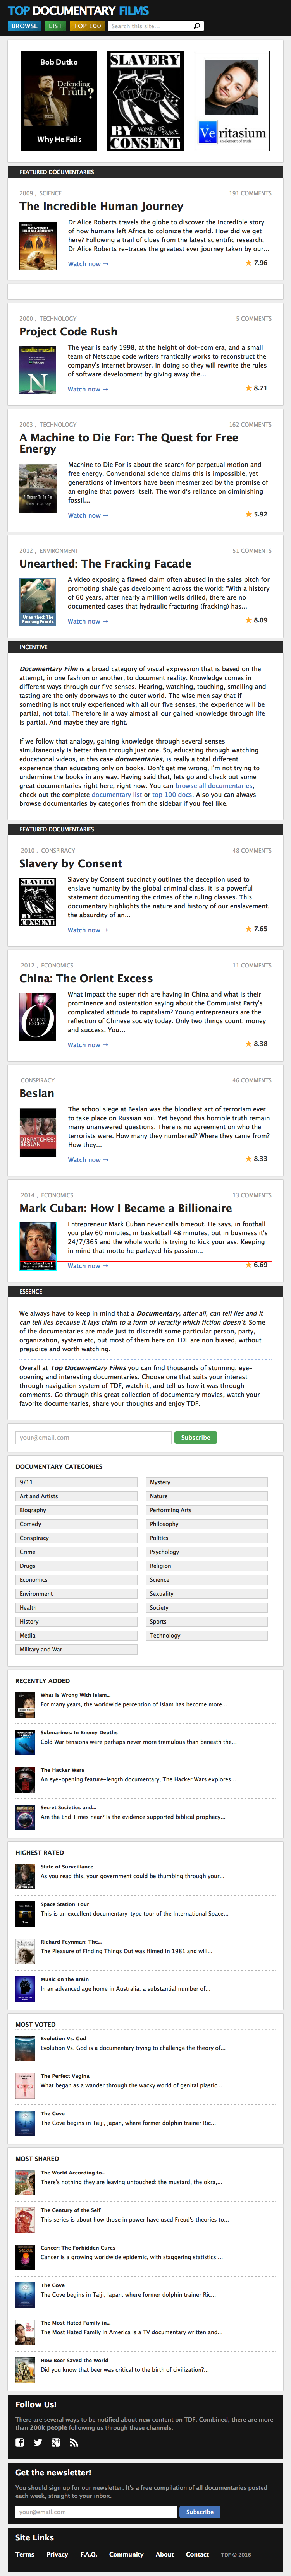 TOP DOCUMENTARY FILMS
BROWSE LIST TOP 100 Search this site...
Bob Dutko
Defending Truth?
Why He Fails
SLAVERY
BY
CONSENT
Ve ritasium
an element of truth
FEATURED DOCUMENTARIES
2009 , SCIENCE 191 COMMENTS
The Incredible Human Journey
Dr Alice Roberts travels the globe to discover the incredible story
of how humans left Africa to colonize the world. How did we get
here? Following a trail of clues from the latest scientific research,
Dr Alice Roberts re-traces the greatest ever journey taken by our...
Watch now → 7.96
2000 , TECHNOLOGY 5 COMMENTS
Project Code Rush
code rush
N
The year is early 1998, at the height of dot-com era, and a small
team of Netscape code writers frantically works to reconstruct the
company's Internet browser. In doing so they will rewrite the rules
of software development by giving away the...
Watch now → 8.71
2003 , TECHNOLOGY 162 COMMENTS
A Machine to Die For: The Quest for Free
Energy
Machine to Die For is about the search for perpetual motion and
free energy. Conventional science claims this is impossible, yet
generations of inventors have been mesmerized by the promise of
an engine that powers itself. The world's reliance on diminishing
fossil...
Watch now → 5.92
2012 , ENVIRONMENT 51 COMMENTS
Unearthed: The Fracking Facade
Unearthed: The
Fracking Facade
A video exposing a flawed claim often abused in the sales pitch for
promoting shale gas development across the world: "With a history
of 60 years, after nearly a million wells drilled, there are no
documented cases that hydraulic fracturing (fracking) has...
Watch now → 8.09
INCENTIVE
Documentary Film is a broad category of visual expression that is based on the
attempt, in one fashion or another, to document reality. Knowledge comes in
different ways through our five senses. Hearing, watching, touching, smelling and
tasting are the only doorways to the outer world. The wise men say that if
something is not truly experienced with all our five senses, the experience will be
partial, not total. Therefore in a way almost all our gained knowledge through life
is partial. And maybe they are right.
If we follow that analogy, gaining knowledge through several senses
simultaneously is better than through just one. So, educating through watching
educational videos, in this case documentaries, is really a total different
experience than educating only on books. Don't get me wrong, I'm not trying to
undermine the books in any way. Having said that, lets go and check out some
great documentaries right here, right now. You can browse all documentaries,
check out the complete documentary list or top 100 docs. Also you can always
browse documentaries by categories from the sidebar if you feel like.
FEATURED DOCUMENTARIES
2010 , CONSPIRACY 48 COMMENTS
Slavery by Consent
SLAVERY
BY
CONSENT
Slavery by Consent succinctly outlines the deception used to
enslave humanity by the global criminal class. It is a powerful
statement documenting the crimes of the ruling classes. This
documentary highlights the nature and history of our enslavement,
the absurdity of an...
Watch now → 7.65
2012 , ECONOMICS 11 COMMENTS
China: The Orient Excess
ORIENT
EXCESS
What impact the super rich are having in China and what is their
prominence and ostentation saying about the Communist Party's
complicated attitude to capitalism? Young entrepreneurs are the
reflection of Chinese society today. Only two things count: money
and success. You...
Watch now → 8.38
CONSPIRACY 46 COMMENTS
Beslan
DISPATCHES:
BESLAN
The school siege at Beslan was the bloodiest act of terrorism ever
to take place on Russian soil. Yet beyond this horrible truth remain
many unanswered questions. There is no agreement on who the
terrorists were. How many they numbered? Where they came from?
How they...
Watch now → 8.33
2014 , ECONOMICS 13 COMMENTS
Mark Cuban: How I Became a Billionaire
Mark Cuban: How I
Became a Billionaire
Entrepreneur Mark Cuban never calls timeout. He says, in football
you play 60 minutes, in basketball 48 minutes, but in business it's
24/7/365 and the whole world is trying to kick your ass. Keeping
in mind that motto he parlayed his passion...
Watch now → 6.69
ESSENCE
We always have to keep in mind that a Documentary, after all, can tell lies and it
can tell lies because it lays claim to a form of veracity which fiction doesn't. Some
of the documentaries are made just to discredit some particular person, party,
organization, system etc, but most of them here on TDF are non biased, without
prejudice and worth watching.
Overall at Top Documentary Films you can find thousands of stunning, eye-
opening and interesting documentaries. Choose one that suits your interest
through navigation system of TDF, watch it, and tell us how it was through
comments. Go through this great collection of documentary movies, watch your
favorite documentaries, share your thoughts and enjoy TDF.
your@email.com Subscribe
DOCUMENTARY CATEGORIES
9/11 Mystery
Art and Artists Nature
Biography Performing Arts
Comedy Philosophy
Conspiracy Politics
Crime Psychology
Drugs Religion
Economics Science
Environment Sexuality
Health Society
History Sports
Media Technology
Military and War
RECENTLY ADDED
What Is Wrong With Islam...
For many years, the worldwide perception of Islam has become more...
Submarines: In Enemy Depths
Cold War tensions were perhaps never more tremulous than beneath the...
The Hacker Wars
An eye-opening feature-length documentary, The Hacker Wars explores...
Secret Societies and...
Are the End Times near? Is the evidence supported biblical prophecy...
HIGHEST RATED
State of Surveillance
As you read this, your government could be thumbing through your...
Space Station Tour
This is an excellent documentary-type tour of the International Space...
Richard Feynman: The...
The Pleasure of Finding Things Out was filmed in 1981 and will...
Music on the Brain
In an advanced age home in Australia, a substantial number of...
MOST VOTED
Evolution Vs. God
Evolution Vs. God is a documentary trying to challenge the theory of...
The Perfect Vagina
What began as a wander through the wacky world of genital plastic...
The Cove
The Cove begins in Taiji, Japan, where former dolphin trainer Ric...
MOST SHARED
The World According to...
There's nothing they are leaving untouched: the mustard, the okra,...
The Century of the Self
This series is about how those in power have used Freud's theories to...
Cancer: The Forbidden Cures
Cancer is a growing worldwide epidemic, with staggering statistics:...
The Cove
The Cove begins in Taiji, Japan, where former dolphin trainer Ric...
The Most Hated Family in...
The Most Hated Family in America is a TV documentary written and...
How Beer Saved the World
Did you know that beer was critical to the birth of civilization?...
Follow Us!
There are several ways to be notified about new content on TDF. Combined, there are more
than 200k people following us through these channels:
Get the newsletter!
You should sign up for our newsletter. It's a free compilation of all documentaries posted
each week, straight to your inbox.
your@email.com Subscribe
Site Links
Terms Privacy F.A.Q. Community About Contact TDF © 2016